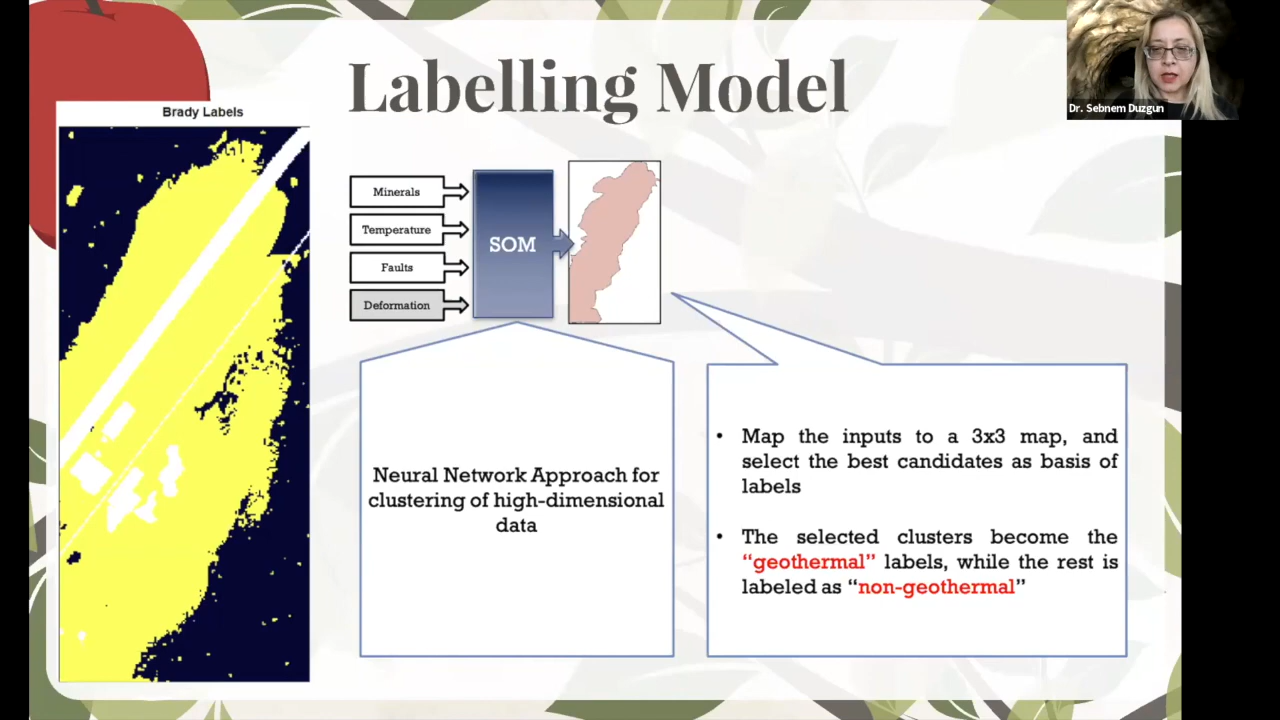 Labelling Model
Dr. Sebnem Duzgun
Brady Labels
Minerals
Temperature
Faults
Deformation
SOM
Neural Network Approach for
clustering of high-dimensional
data
• Map the inputs to a 3x3 map, and
select the best candidates as basis of
labels
• The selected clusters become the
“geothermal” labels, while the rest is
labeled as “non-geothermal”